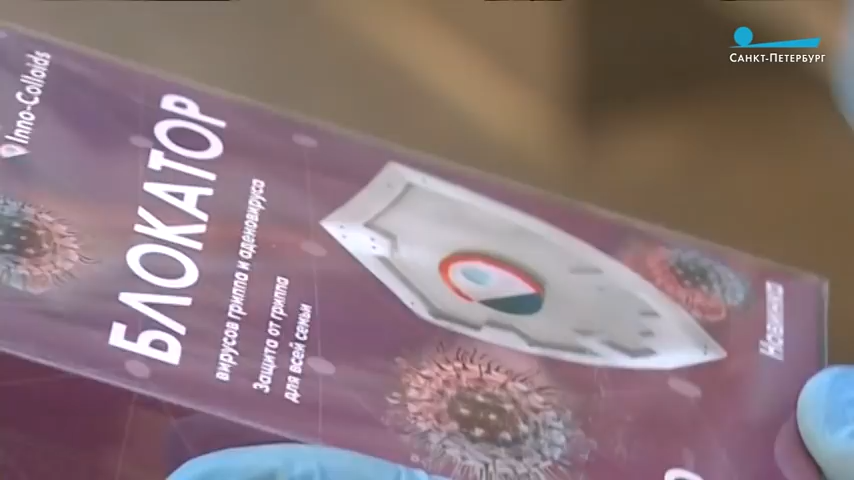 Санкт-Петербург
Inno-Colloids
БЛОКАТОР
вирусов гриппа и аденовируса
Защита от гриппа
для всей семьи
Новинка